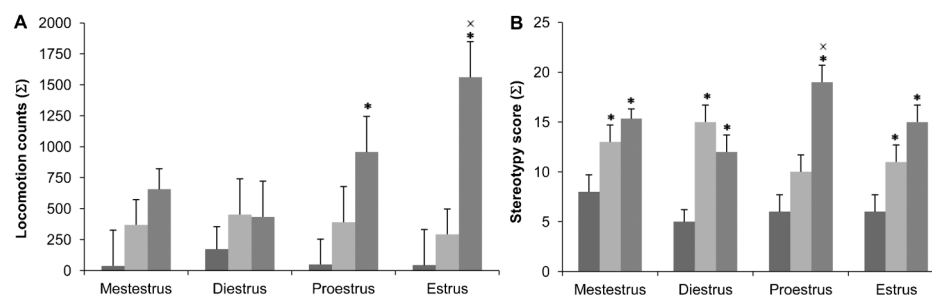 A
Locomotion counts (Σ)
2000
1750
1500
1250
1000
750
500
250
0
* * ×
Mestestrus Diestrus Proestrus Estrus
B
Stereotypy score (Σ)
25
20
15
10
5
0
* * * * * × * *
Mestestrus Diestrus Proestrus Estrus